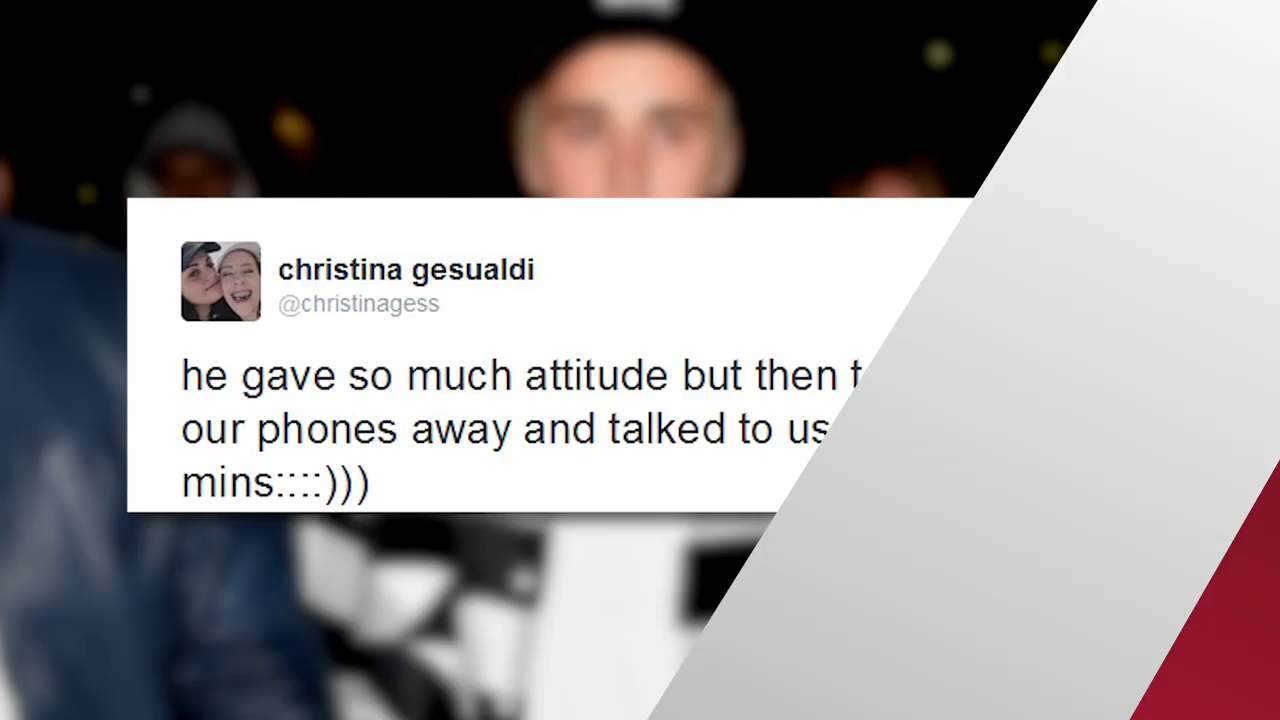 christina gesualdi
@christinagess
he gave so much attitude but then
our phones away and talked to us
mins::::)))